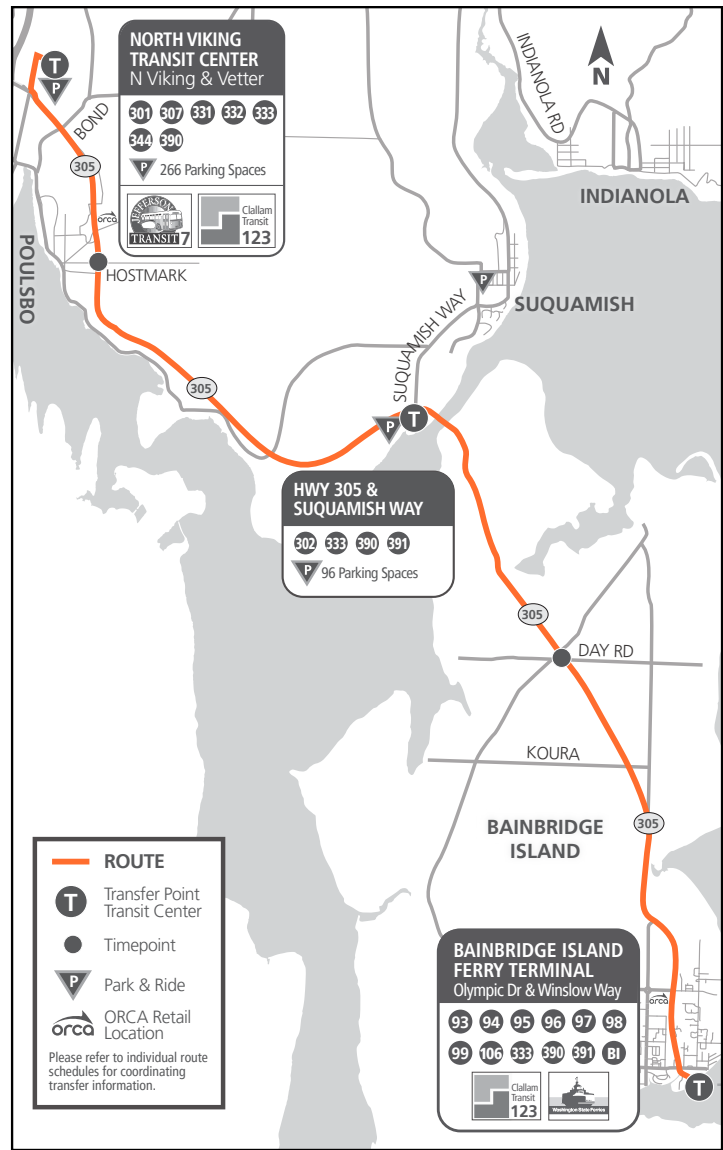 NORTH VIKING
TRANSIT CENTER
N Viking & Vetter
301 307 331 332 333
344 390
P 266 Parking Spaces
JEFFERSON
TRANSIT 7
Clallam
Transit
123
T
P
BOND
305
orca
HOSTMARK
POULSBO
305
INDIANOLA RD
N
INDIANOLA
P
SUQUAMISH
SUQUAMISH WAY
P
T
HWY 305 &
SUQUAMISH WAY
302 333 390 391
P 96 Parking Spaces
305
DAY RD
KOURA
305
BAINBRIDGE
ISLAND
BAINBRIDGE ISLAND
FERRY TERMINAL
Olympic Dr & Winslow Way
93 94 95 96 97 98
99 106 333 390 391 BI
Clallam
Transit
123
Washington State Ferries
orca
T
ROUTE
T Transfer Point
Transit Center
Timepoint
P Park & Ride
orca ORCA Retail
Location
Please refer to individual route
schedules for coordinating
transfer information.